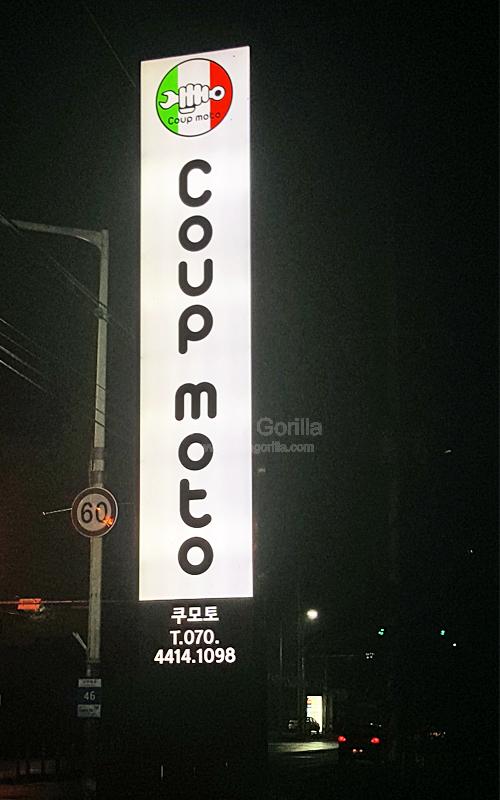 Coup moto
Coup moto
쿠모토
T.070.
4414.1098
60
46
Gorilla
gorilla.com